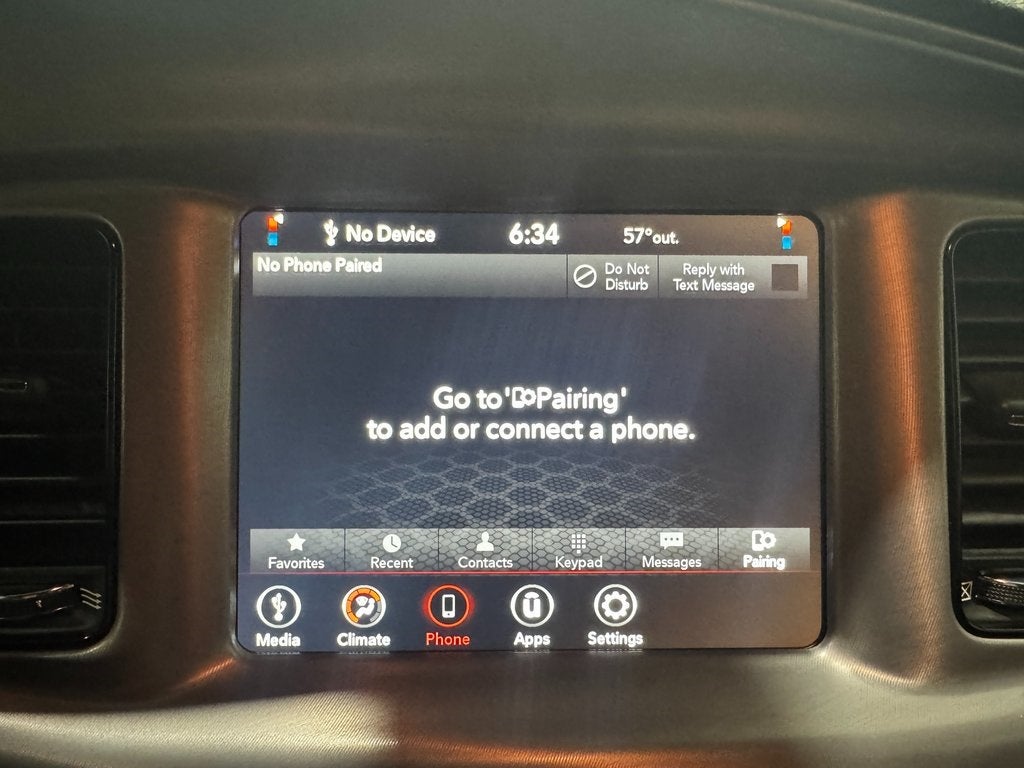 No Device 6:34 57°out.
No Phone Paired
Do Not
Disturb
Reply with
Text Message
Go to 'Pairing'
to add or connect a phone.
Favorites Recent Contacts Keypad Messages Pairing
Media Climate Phone Apps Settings